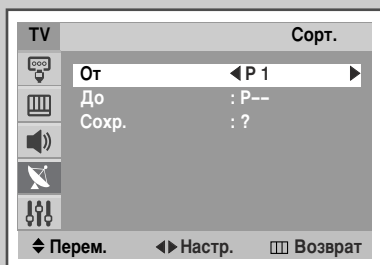 TV Сорт.
От ◀ P 1 ▶
До : P--
Сохр. : ?
Перем. Настр. Возврат